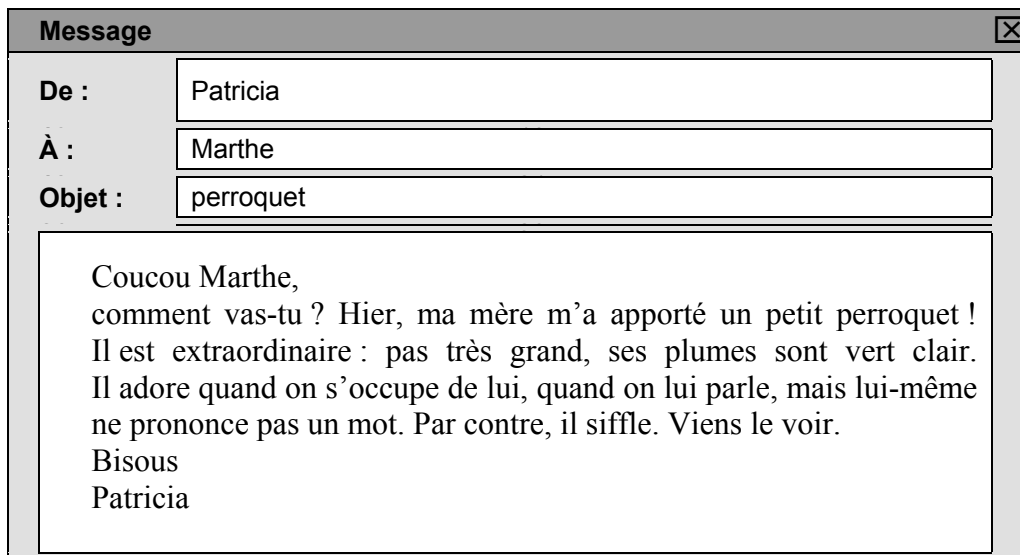 Message
De :
Patricia
À :
Marthe
Objet :
perroquet
Coucou Marthe,
comment vas-tu ? Hier, ma mère m’a apporté un petit perroquet !
Il est extraordinaire : pas très grand, ses plumes sont vert clair.
Il adore quand on s’occupe de lui, quand on lui parle, mais lui-même
ne prononce pas un mot. Par contre, il siffle. Viens le voir.
Bisous
Patricia